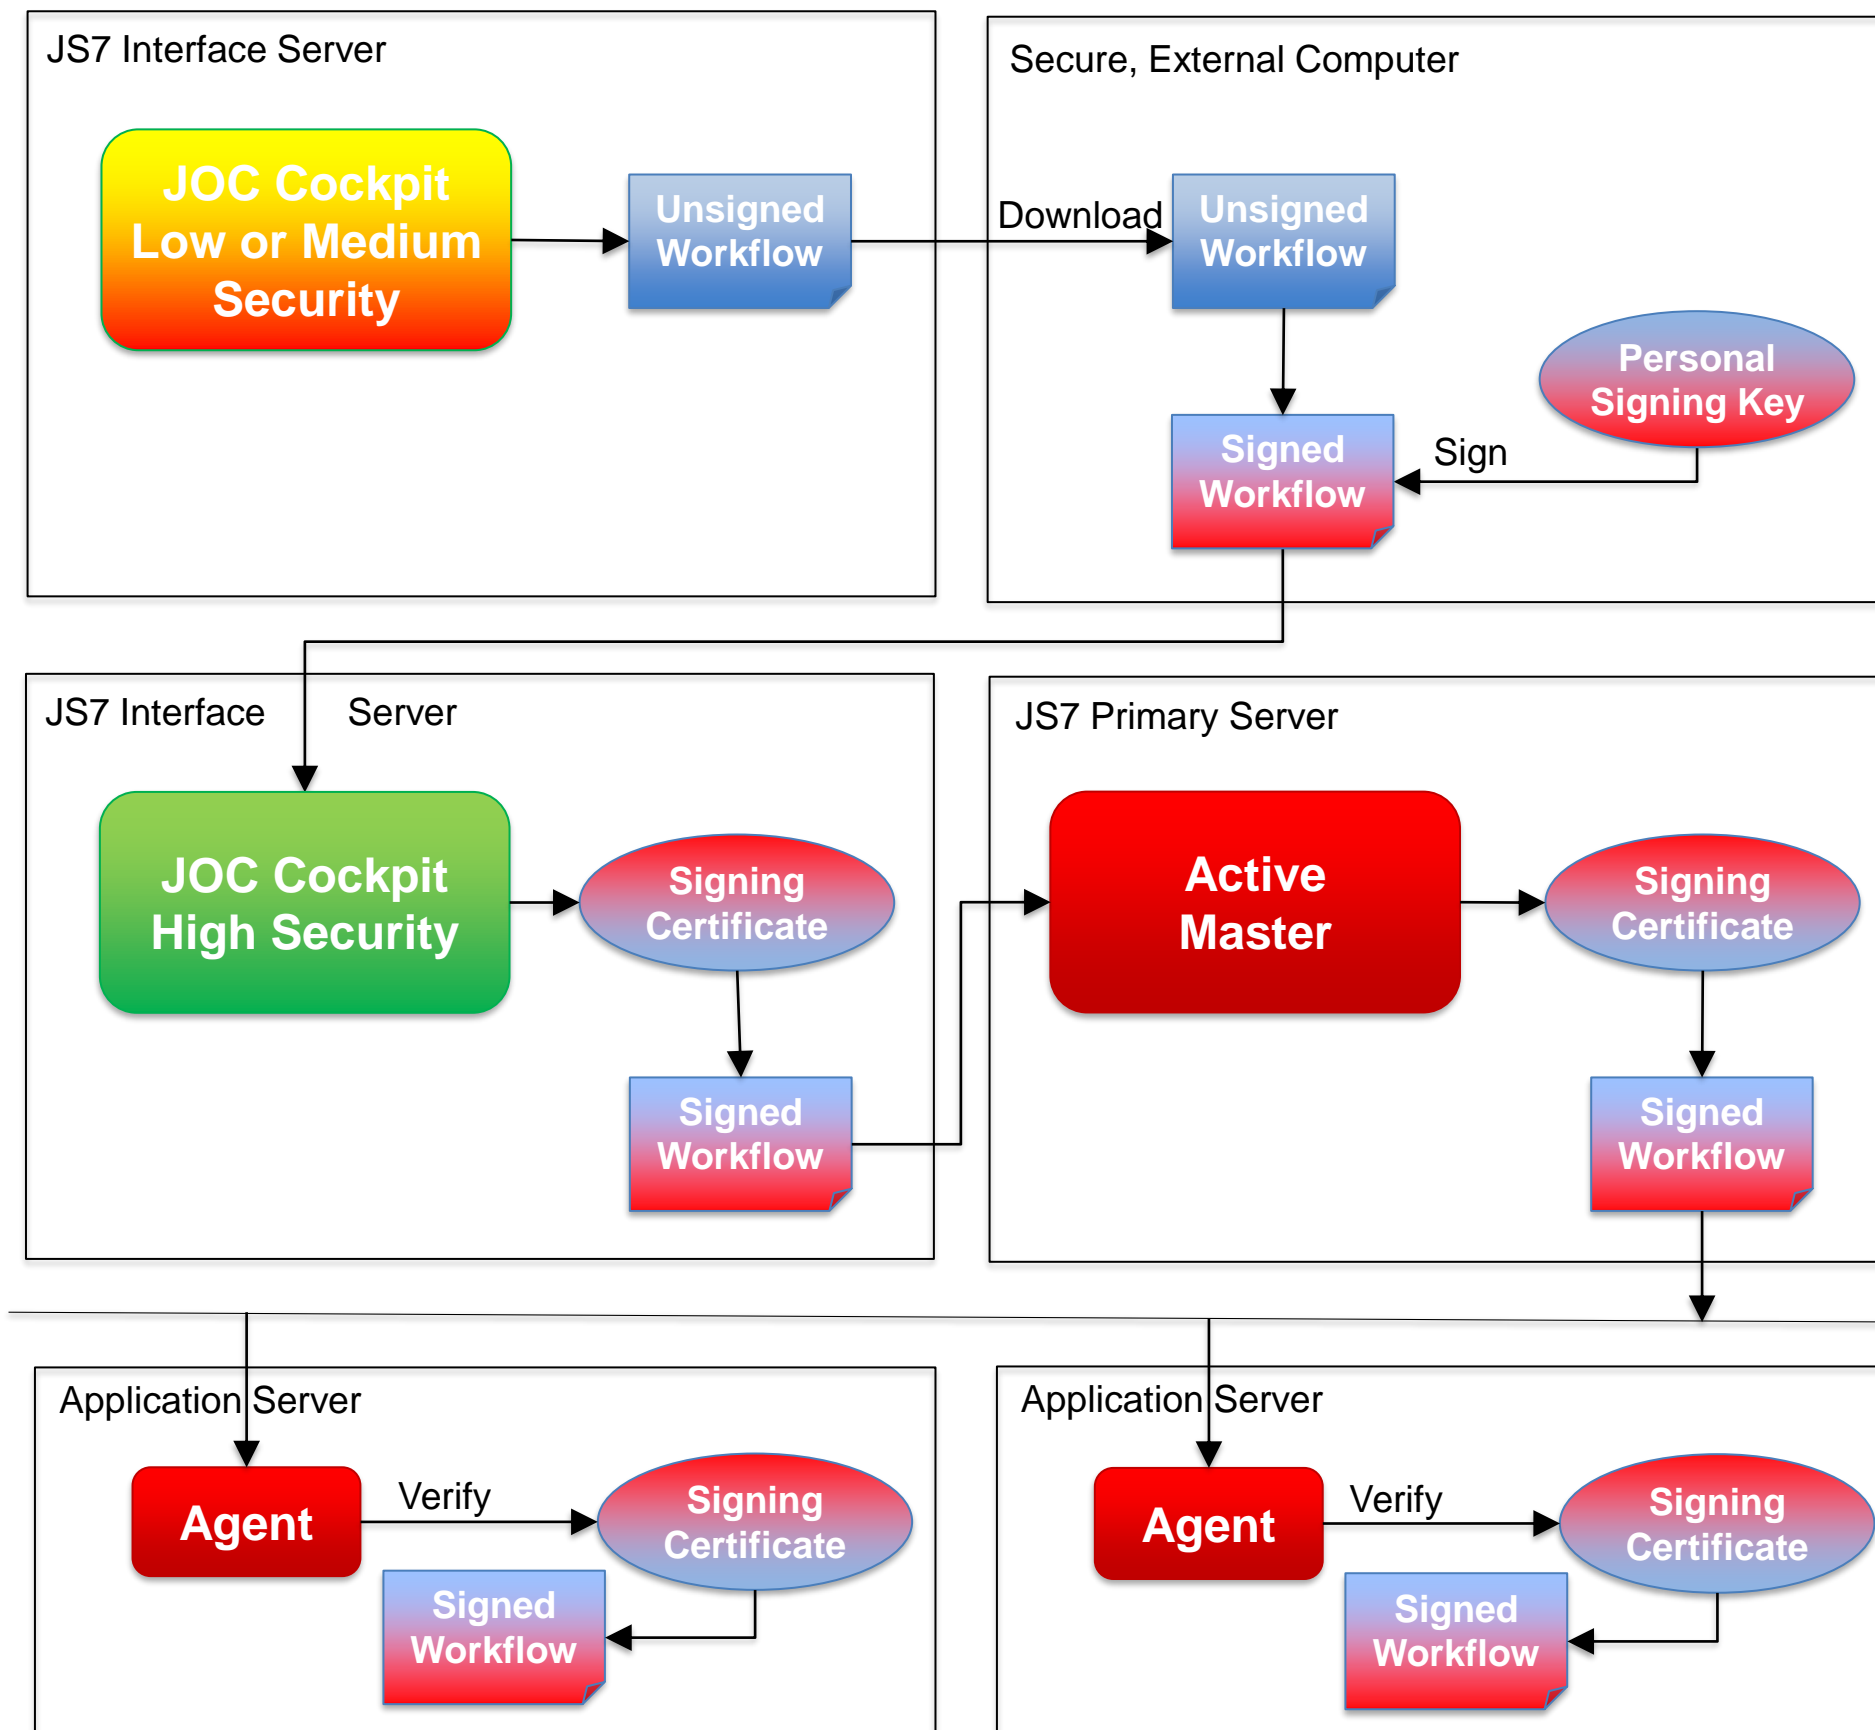 JS7 Interface Server
JOC Cockpit
Low or Medium
Security
Unsigned
Workflow
Secure, External Computer
Download
Unsigned
Workflow
Personal
Signing Key
Sign
Signed
Workflow
JS7 Interface Server
JOC Cockpit
High Security
Signing
Certificate
Signed
Workflow
JS7 Primary Server
Active
Master
Signing
Certificate
Signed
Workflow
Application Server
Agent
Verify
Signing
Certificate
Signed
Workflow
Application Server
Agent
Verify
Signing
Certificate
Signed
Workflow